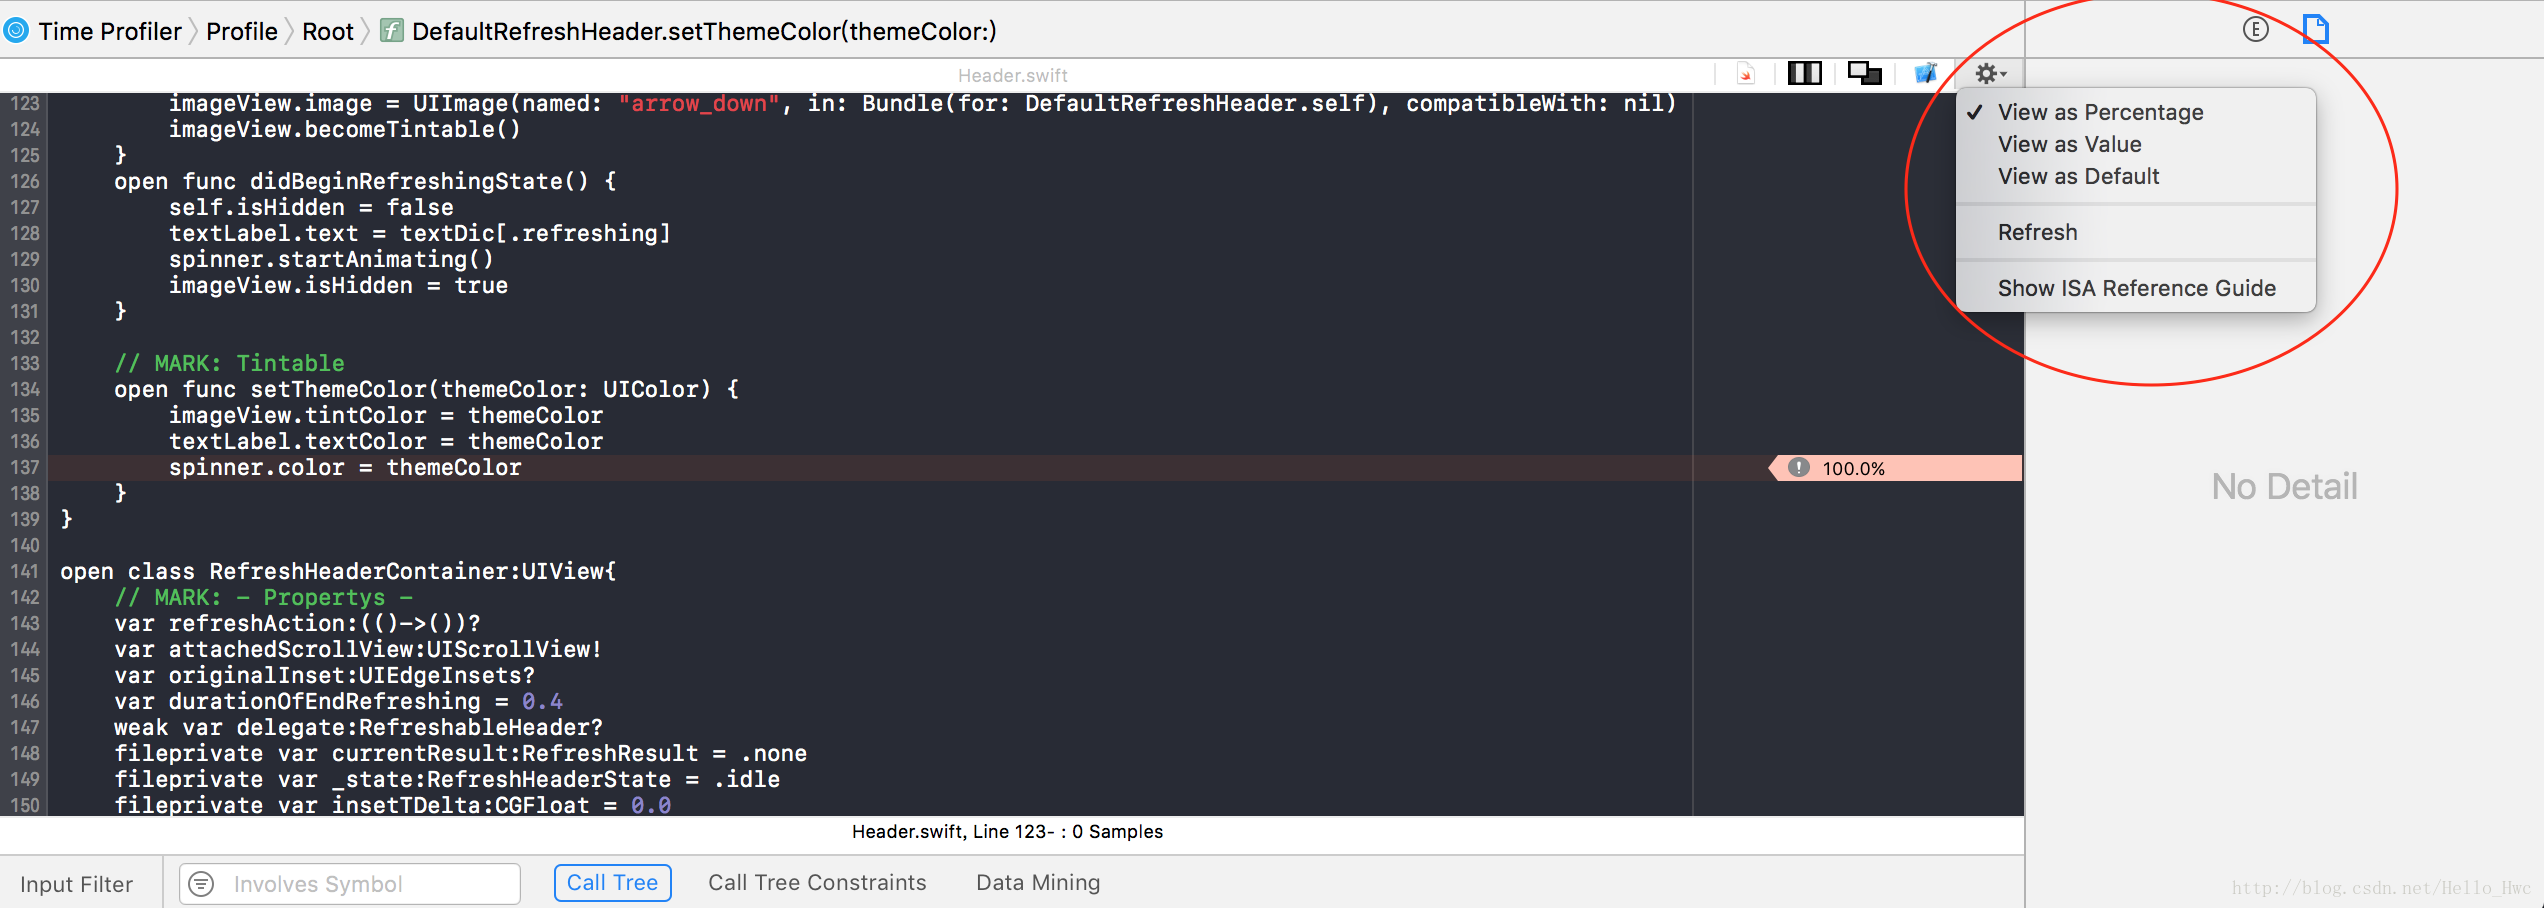 Time Profiler Profile Root f DefaultRefreshHeader.setThemeColor(themeColor:)
E
Header.swift
123 imageView.image = UIImage(named: "arrow_down", in: Bundle(for: DefaultRefreshHeader.self), compatibleWith: nil)
124 imageView.becomeTintable()
125 }
126 open func didBeginRefreshingState() {
127 self.isHidden = false
128 textLabel.text = textDic[.refreshing]
129 spinner.startAnimating()
130 imageView.isHidden = true
131 }
132
133 // MARK: Tintable
134 open func setThemeColor(themeColor: UIColor) {
135 imageView.tintColor = themeColor
136 textLabel.textColor = themeColor
137 spinner.color = themeColor
100.0%
138 }
139 }
140
141 open class RefreshHeaderContainer:UIView{
142 // MARK: - Propertys -
143 var refreshAction:(()->())?
144 var attachedScrollView:UIScrollView!
145 var originalInset:UIEdgeInsets?
146 var durationOfEndRefreshing = 0.4
147 weak var delegate:RefreshableHeader?
148 fileprivate var currentResult:RefreshResult = .none
149 fileprivate var _state:RefreshHeaderState = .idle
150 fileprivate var insetTDelta:CGFloat = 0.0
✓ View as Percentage
View as Value
View as Default
Refresh
Show ISA Reference Guide
No Detail
Header.swift, Line 123- : 0 Samples
Input Filter Involves Symbol Call Tree Call Tree Constraints Data Mining
http://blog.csdn.net/Hello_Hwc